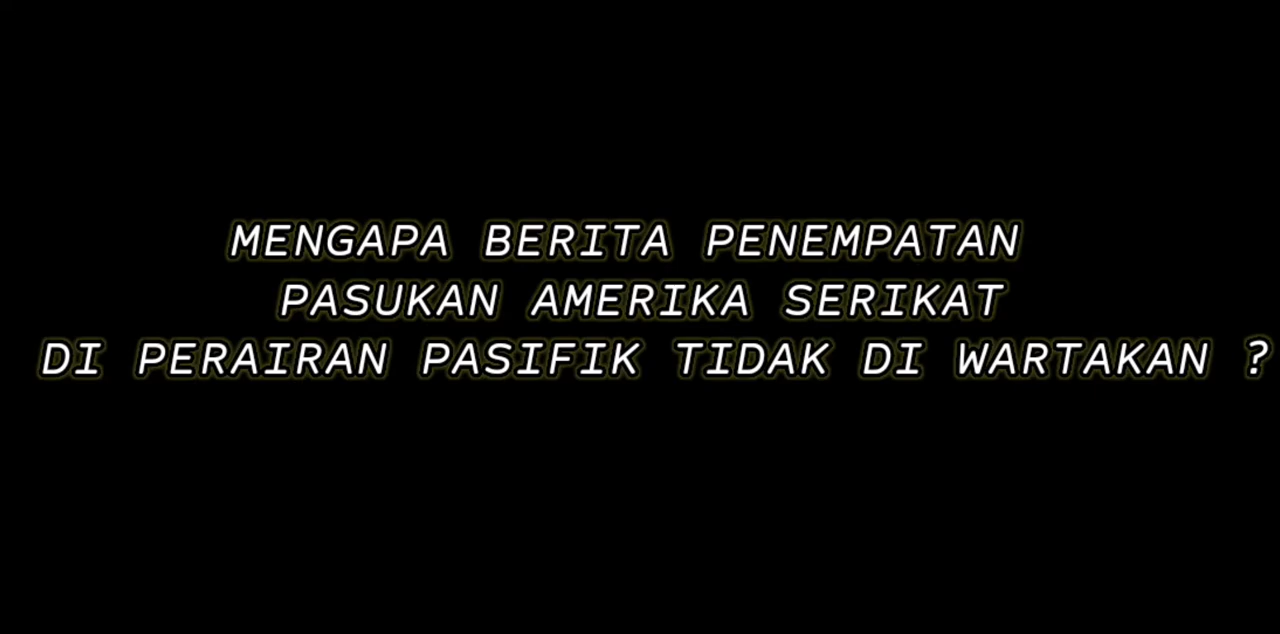 MENGAPA BERITA PENEMPATAN
PASUKAN AMERIKA SERIKAT
DI PERAIRAN PASIFIK TIDAK DI WARTAKAN ?